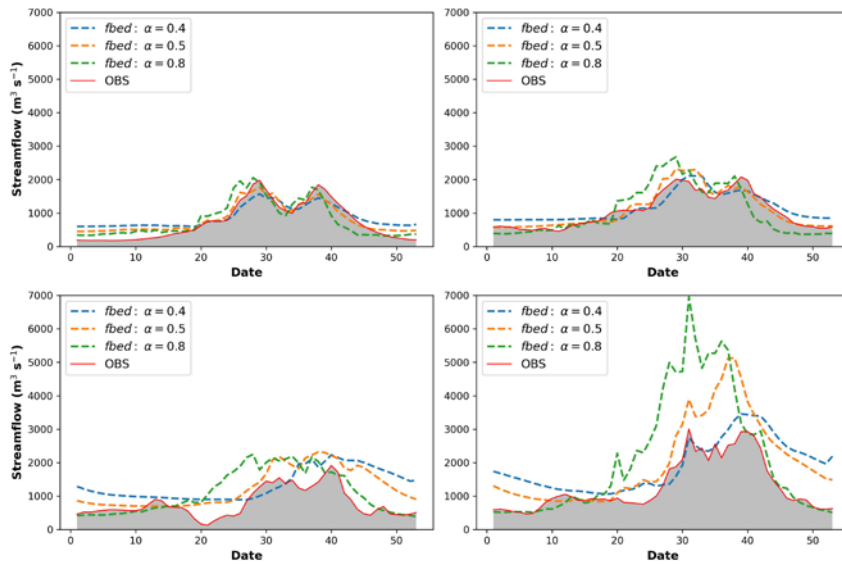 7000
6000
5000
4000
3000
2000
1000
0
Streamflow (m³ s⁻¹)
fbed: α = 0.4
fbed: α = 0.5
fbed: α = 0.8
OBS
0 10 20 30 40 50
Date
7000
6000
5000
4000
3000
2000
1000
0
fbed: α = 0.4
fbed: α = 0.5
fbed: α = 0.8
OBS
0 10 20 30 40 50
Date
7000
6000
5000
4000
3000
2000
1000
0
Streamflow (m³ s⁻¹)
fbed: α = 0.4
fbed: α = 0.5
fbed: α = 0.8
OBS
0 10 20 30 40 50
Date
7000
6000
5000
4000
3000
2000
1000
0
fbed: α = 0.4
fbed: α = 0.5
fbed: α = 0.8
OBS
0 10 20 30 40 50
Date